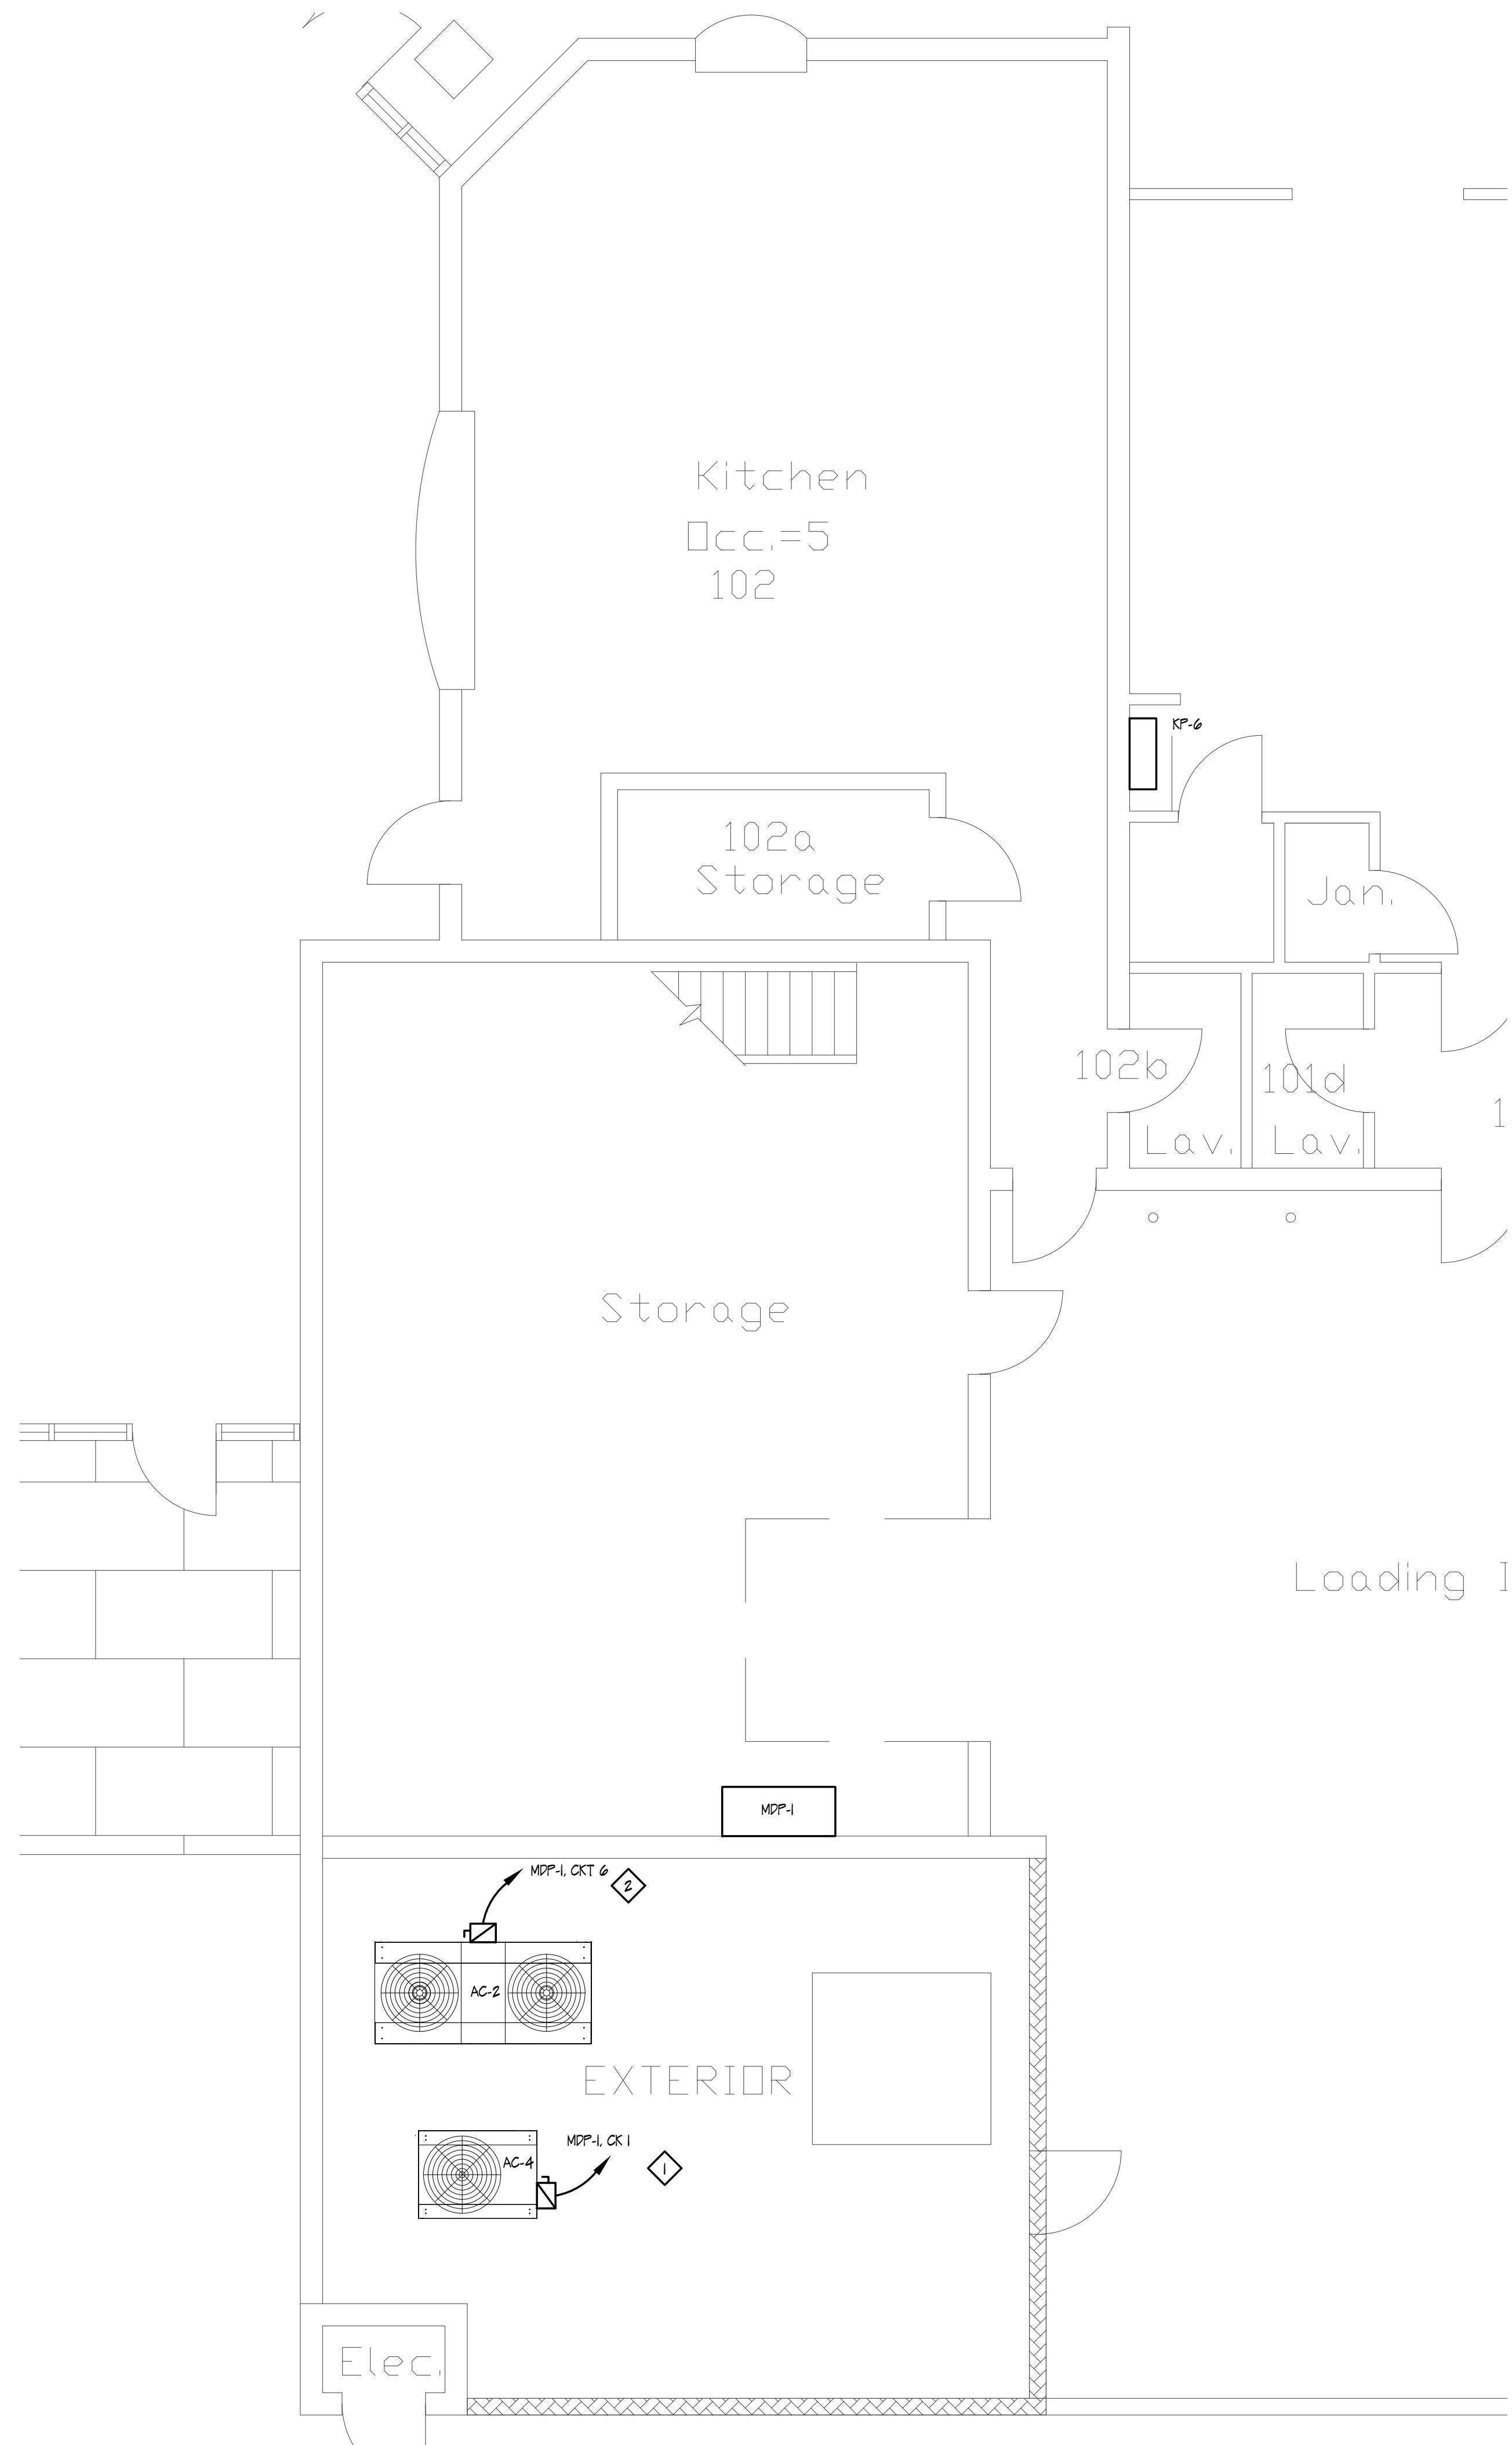 Kitchen
Occ.=5
102
KP-6
102a
Storage
Jan.
102b
101d
Lav.
Lav.
1
Storage
Loading
MDP-1
MDP-1, CKT 6
2
AC-2
EXTERIOR
MDP-1, CK 1
AC-4
1
Elec.